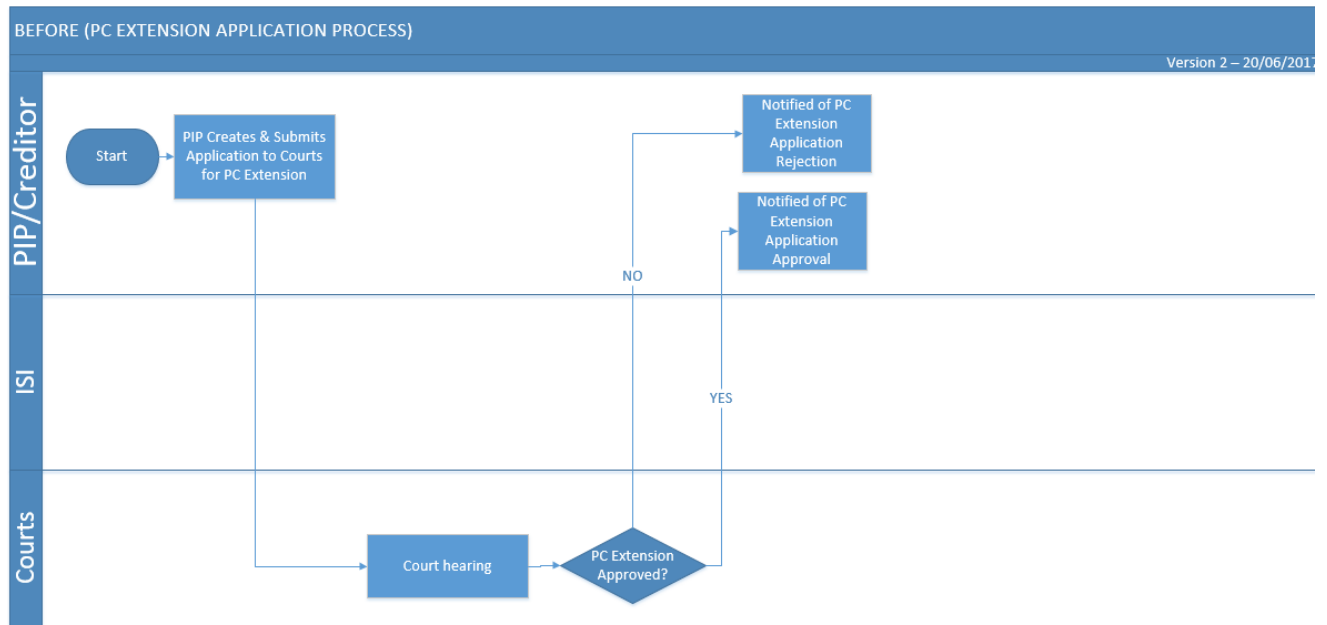 BEFORE (PC EXTENSION APPLICATION PROCESS)
Version 2 – 20/06/2017
PIP/Creditor
Start
PIP Creates & Submits
Application to Courts
for PC Extension
Notified of PC
Extension
Application
Rejection
Notified of PC
Extension
Application
Approval
NO
ISI
YES
Courts
Court hearing
PC Extension
Approved?